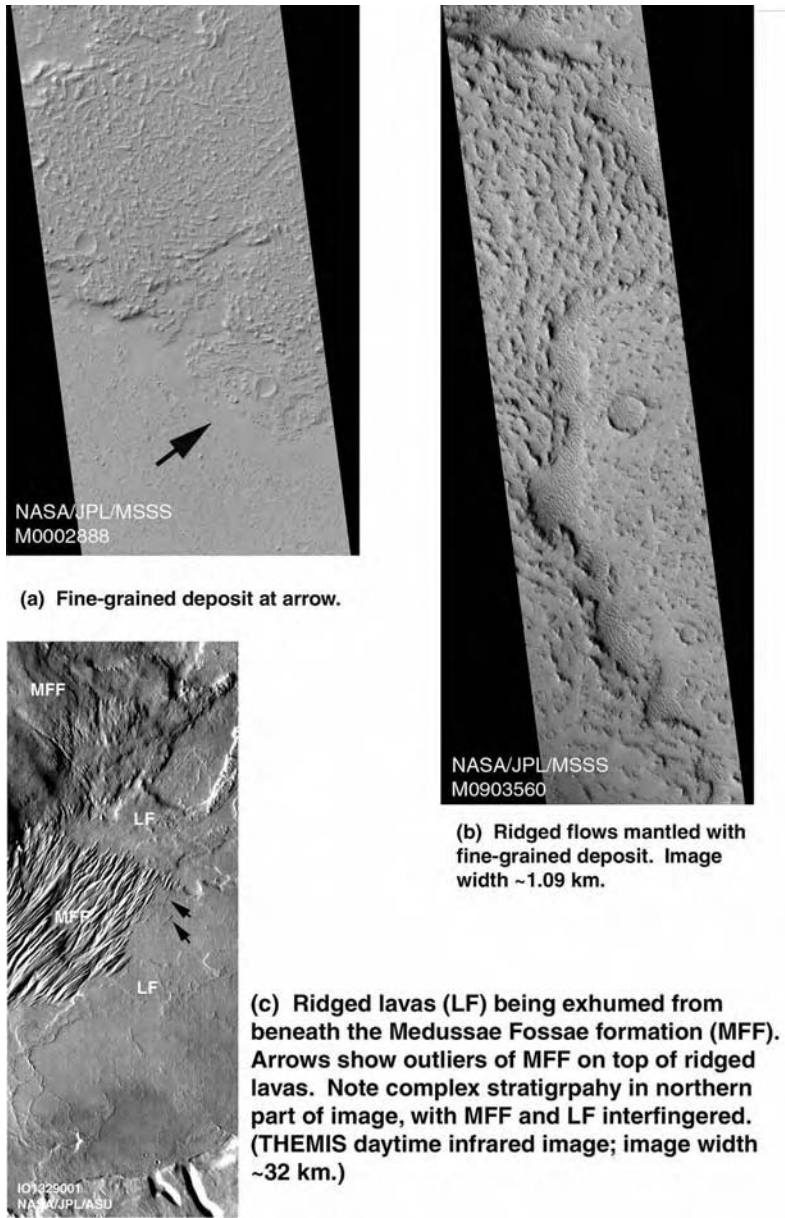 NASA/JPL/MSSS
M0002888
(a) Fine-grained deposit at arrow.
NASA/JPL/MSSS
M0903560
(b) Ridged flows mantled with
fine-grained deposit. Image
width ~1.09 km.
MFF
LF
MFF
LF
IO1329001
NASA/JPL/ASU
(c) Ridged lavas (LF) being exhumed from
beneath the Medussae Fossae formation (MFF).
Arrows show outliers of MFF on top of ridged
lavas. Note complex stratigrpahy in northern
part of image, with MFF and LF interfingered.
(THEMIS daytime infrared image; image width
~32 km.)